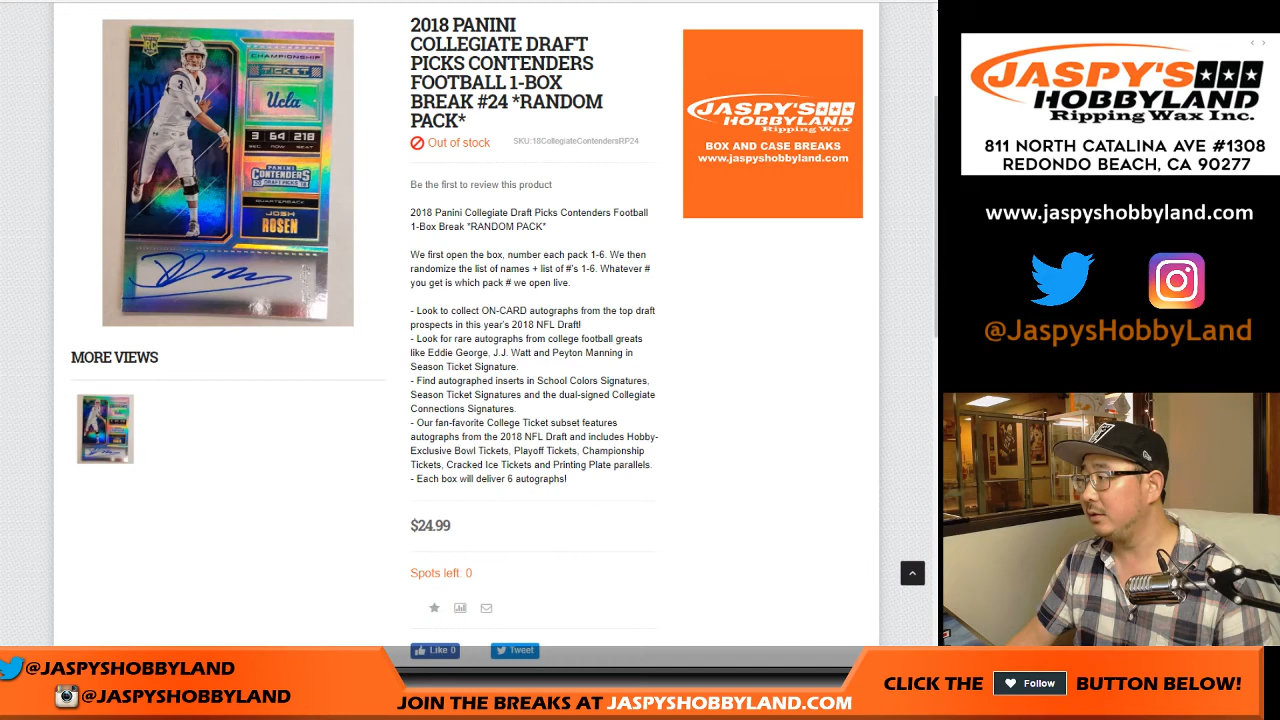 RC
CHAMPIONSHIP
TICKET
Ucla
3 64 218
SEC. ROW SEAT
PANINI
CONTENDERS
DRAFT PICKS
QUARTERBACK
JOSH
ROSEN
MORE VIEWS
2018 PANINI
COLLEGIATE DRAFT
PICKS CONTENDERS
FOOTBALL 1-BOX
BREAK #24 *RANDOM
PACK*
Out of stock
SKU:18CollegiateContendersRP24
Be the first to review this product
2018 Panini Collegiate Draft Picks Contenders Football
1-Box Break *RANDOM PACK*
We first open the box, number each pack 1-6. We then
randomize the list of names + list of #'s 1-6. Whatever #
you get is which pack # we open live.
- Look to collect ON-CARD autographs from the top draft
prospects in this year's 2018 NFL Draft!
- Look for rare autographs from college football greats
like Eddie George, J.J. Watt and Peyton Manning in
Season Ticket Signature.
- Find autographed inserts in School Colors Signatures,
Season Ticket Signatures and the dual-signed Collegiate
Connections Signatures.
- Our fan-favorite College Ticket subset features
autographs from the 2018 NFL Draft and includes Hobby-
Exclusive Bowl Tickets, Playoff Tickets, Championship
Tickets, Cracked Ice Tickets and Printing Plate parallels.
- Each box will deliver 6 autographs!
$24.99
Spots left: 0
Like 0
Tweet
JASPY'S
HOBBYLAND
Ripping Wax
BOX AND CASE BREAKS
www.jaspyshobbyland.com
JASPY'S
HOBBYLAND
Ripping Wax Inc.
811 NORTH CATALINA AVE #1308
REDONDO BEACH, CA 90277
www.jaspyshobbyland.com
@JaspysHobbyLand
@JASPYSHOBBYLAND
@JASPYSHOBBYLAND
JOIN THE BREAKS AT JASPYSHOBBYLAND.COM
CLICK THE Follow BUTTON BELOW!